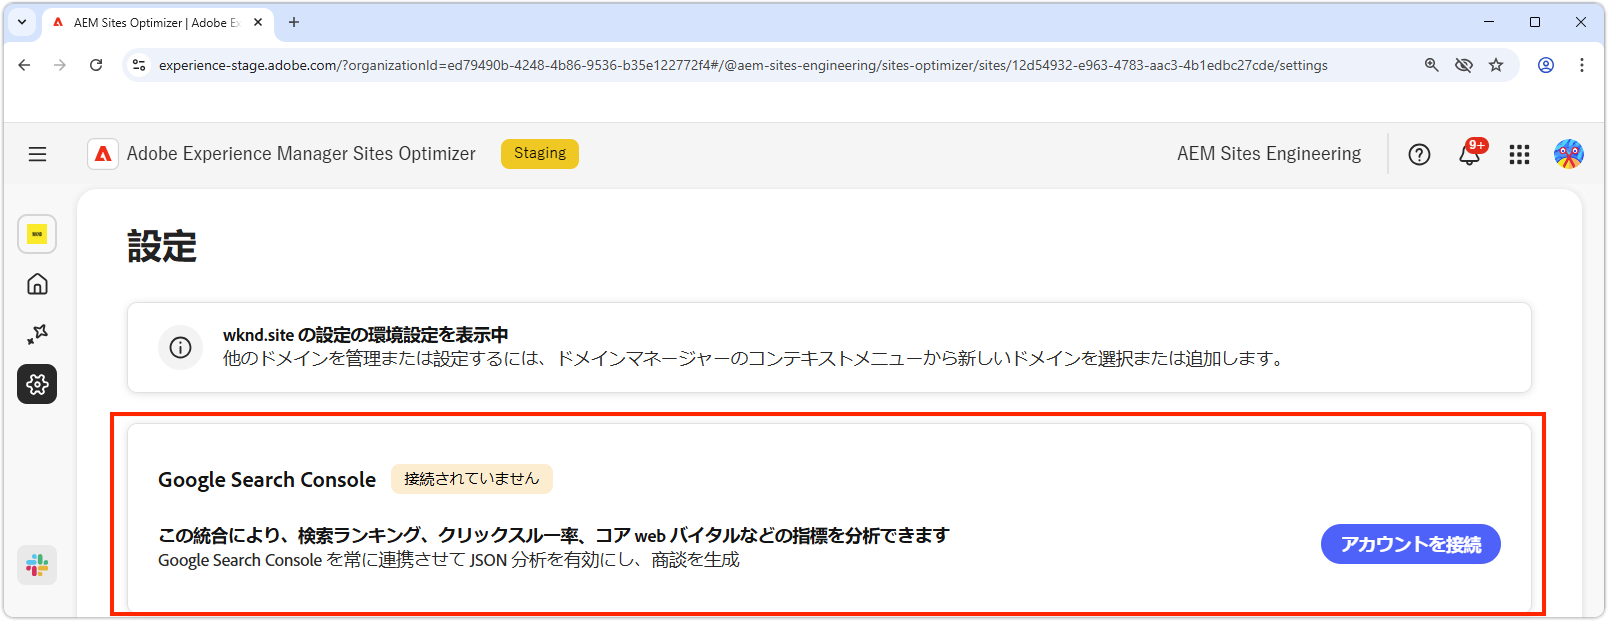 AEM Sites Optimizer | Adobe Ex
experience-stage.adobe.com/?organizationId=ed79490b-4248-4b86-9536-b35e122772f4#/@aem-sites-engineering/sites-optimizer/sites/12d54932-e963-4783-aac3-4b1edbc27cde/settings
Adobe Experience Manager Sites Optimizer
Staging
AEM Sites Engineering
9+
設定
wknd.site の設定の環境設定を表示中
他のドメインを管理または設定するには、ドメインマネージャーのコンテキストメニューから新しいドメインを選択または追加します。
Google Search Console
接続されていません
この統合により、検索ランキング、クリックスルー率、コア web バイタルなどの指標を分析できます
Google Search Console を常に連携させて JSON 分析を有効にし、商談を生成
アカウントを接続